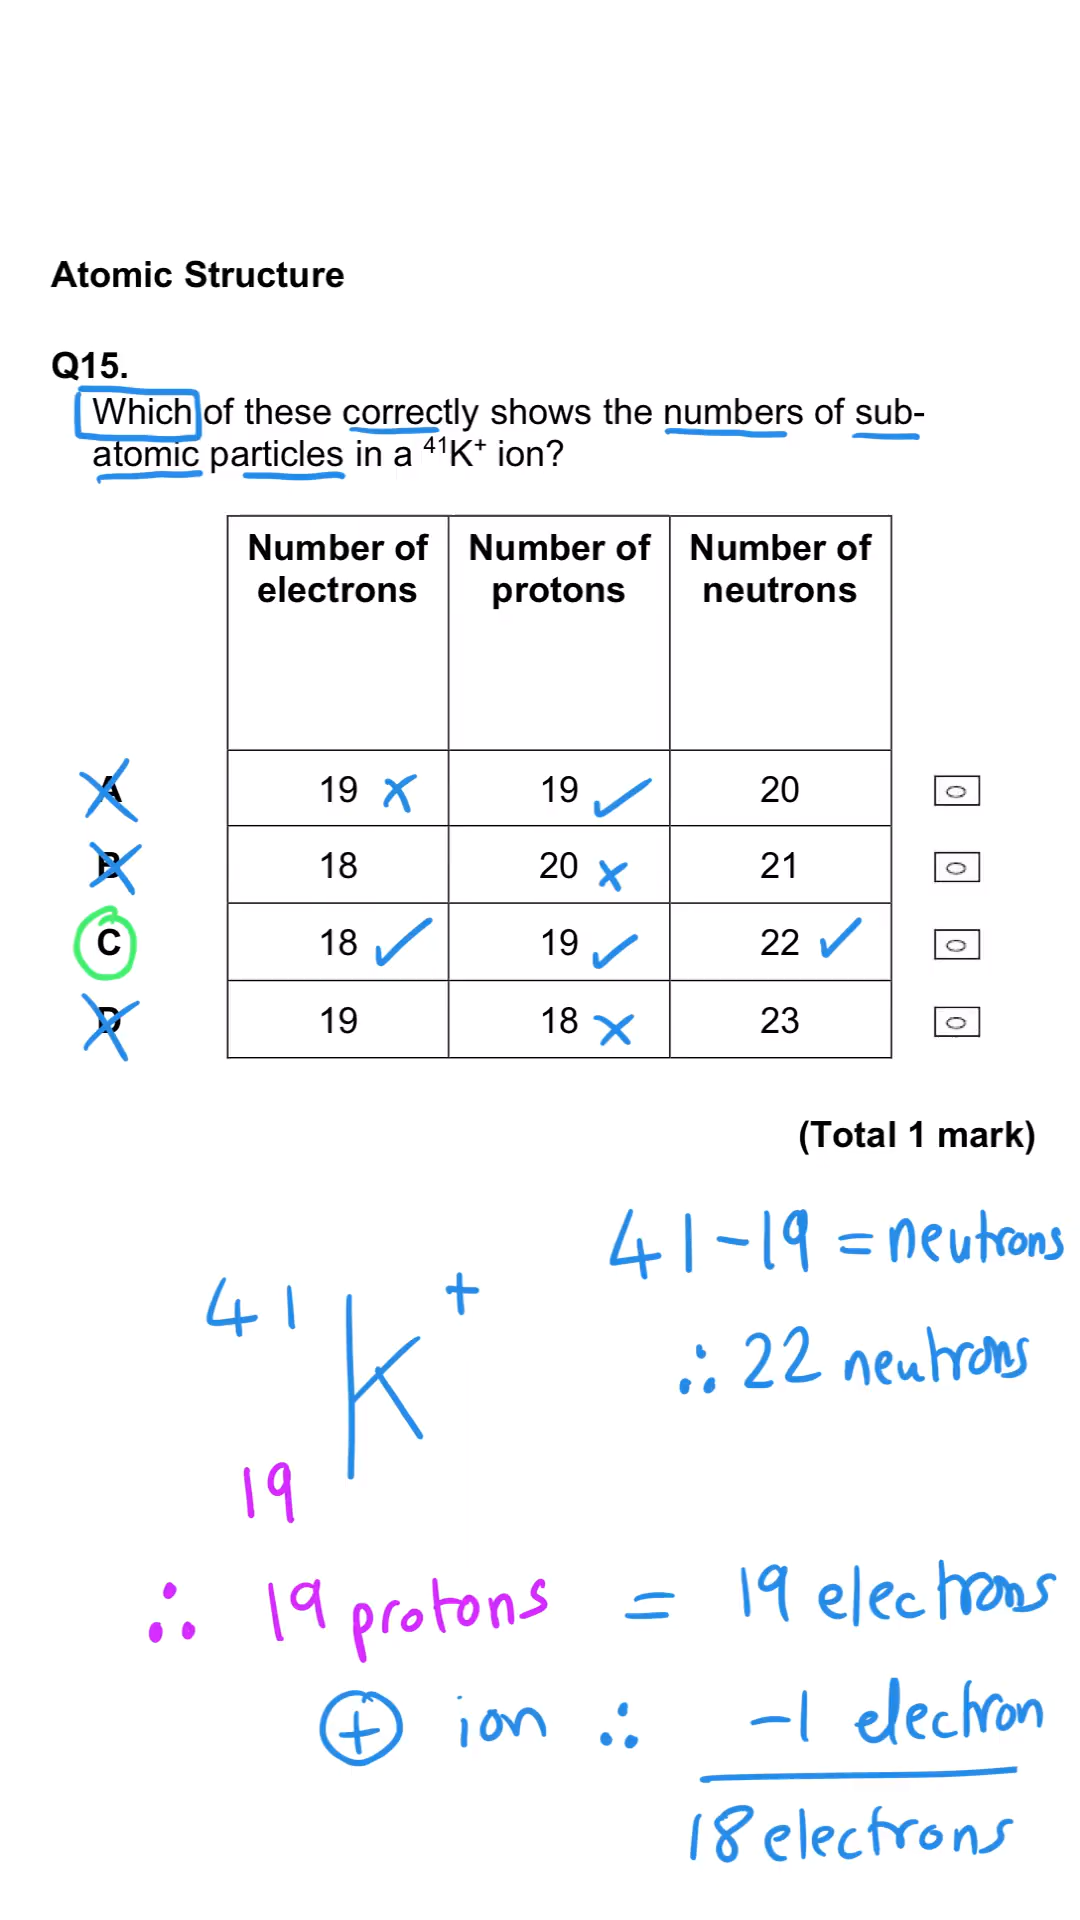 Atomic Structure
Q15.
Which of these correctly shows the numbers of sub-
atomic particles in a ⁴¹K⁺ ion?
Number of electrons Number of protons Number of neutrons
A 19 ✗ 19 ✓ 20
B 18 20 ✗ 21
C 18 ✓ 19 ✓ 22 ✓
D 19 18 ✗ 23
(Total 1 mark)
41 - 19 = neutrons
41 K +
∴ 22 neutrons
19
∴ 19 protons = 19 electrons
+ ion ∴ -1 electron
18 electrons